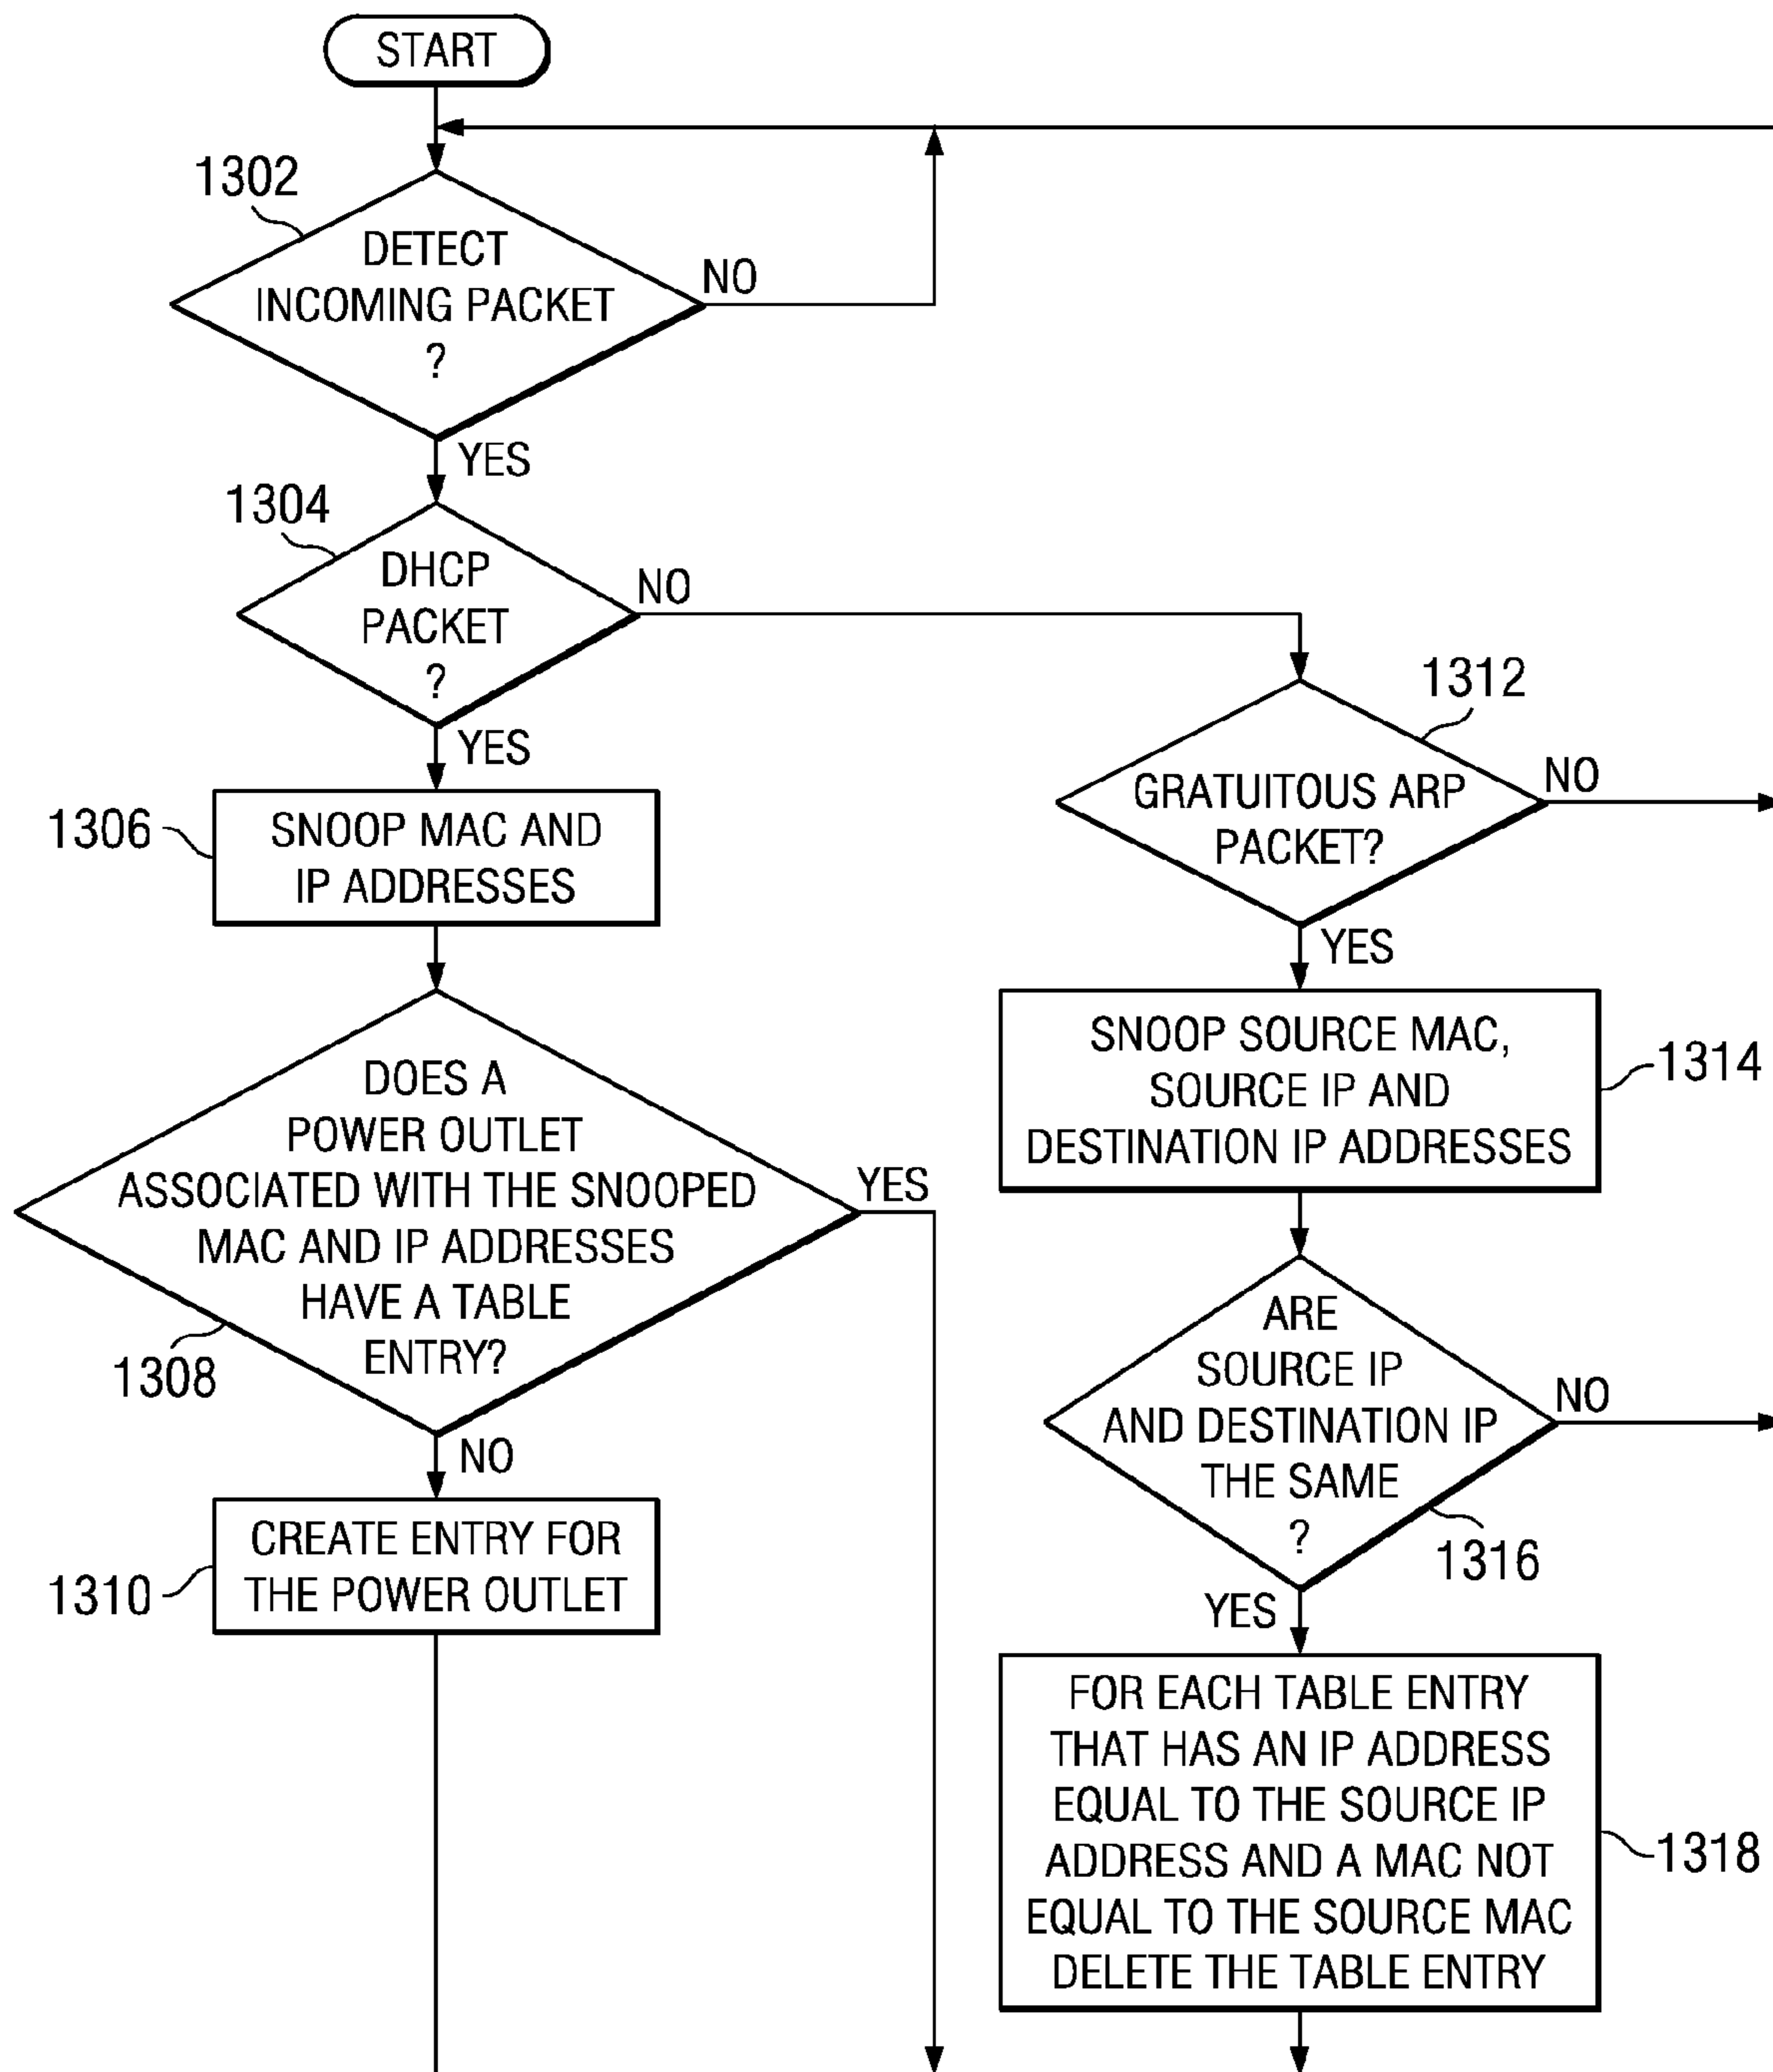 START
1302
DETECT
INCOMING PACKET
?
NO
YES
1304
DHCP
PACKET
?
NO
YES
1306
SNOOP MAC AND
IP ADDRESSES
DOES A
POWER OUTLET
ASSOCIATED WITH THE SNOOPED
MAC AND IP ADDRESSES
HAVE A TABLE
ENTRY?
YES
1308
NO
CREATE ENTRY FOR
THE POWER OUTLET
1310
1312
GRATUITOUS ARP
PACKET?
NO
YES
SNOOP SOURCE MAC,
SOURCE IP AND
DESTINATION IP ADDRESSES
1314
ARE
SOURCE IP
AND DESTINATION IP
THE SAME
?
NO
1316
YES
FOR EACH TABLE ENTRY
THAT HAS AN IP ADDRESS
EQUAL TO THE SOURCE IP
ADDRESS AND A MAC NOT
EQUAL TO THE SOURCE MAC
DELETE THE TABLE ENTRY
1318